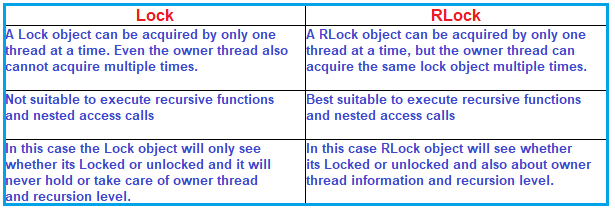 Lock
RLock
A Lock object can be acquired by only one
thread at a time. Even the owner thread also
cannot acquire multiple times.
A RLock object can be acquired by only one
thread at a time, but the owner thread can
acquire the same lock object multiple times.
Not suitable to execute recursive functions
and nested access calls
Best suitable to execute recursive functions
and nested access calls
In this case the Lock object will only see
whether its Locked or unlocked and it will
never hold or take care of owner thread
and recursion level.
In this case RLock object will see whether
its Locked or unlocked and also about owner
thread information and recursion level.